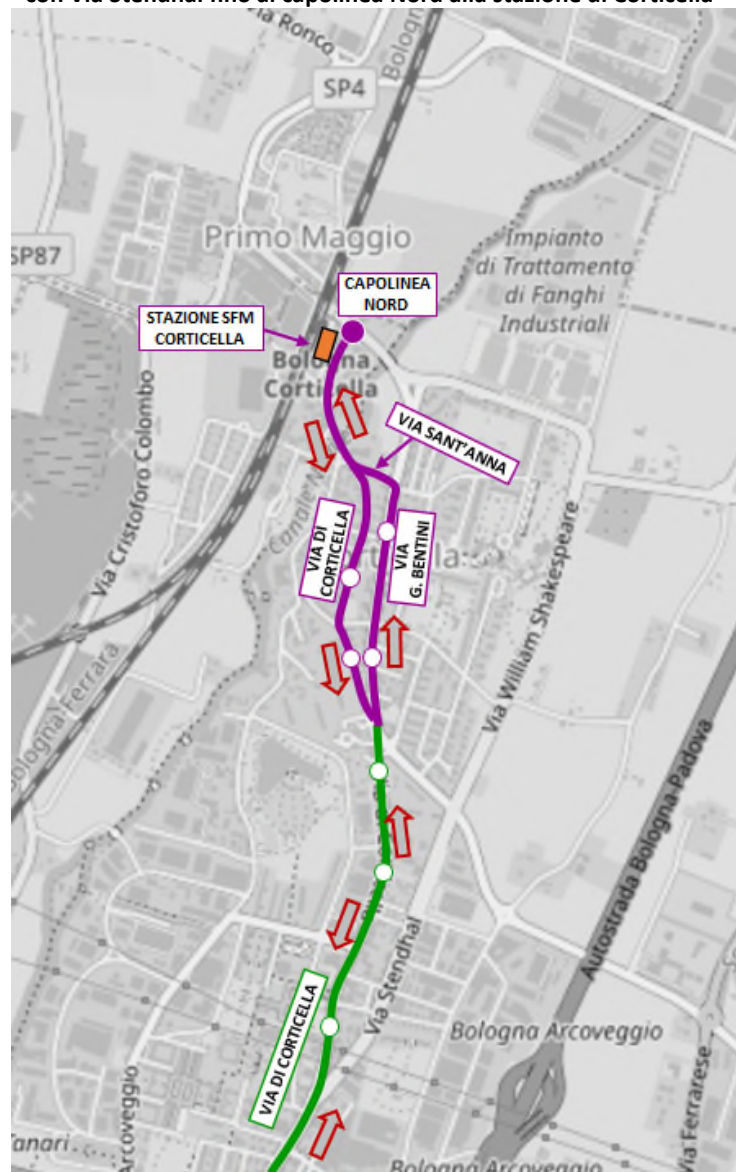 con Via Stendhal fino al capolinea Nord alla stazione di Corticella
Via Ronco
Bologn
SP4
Primo Maggio
SP87
Impianto
di Trattamento
di Fanghi
Industriali
CAPOLINEA
NORD
STAZIONE SFM
CORTICELLA
Bologna
Corticella
VIA SANT'ANNA
Via Cristoforo Colombo
VIA DI
CORTICELLA
VIA
G. BENTINI
Via William Shakespeare
Bologna Ferrara
Autostrada Bologna Padova
Via Stendhal
VIA DI CORTICELLA
Bologna Arcoveggio
Via Ferrarese
Arcoveggio
Tanari
Bologna Arcoveggio